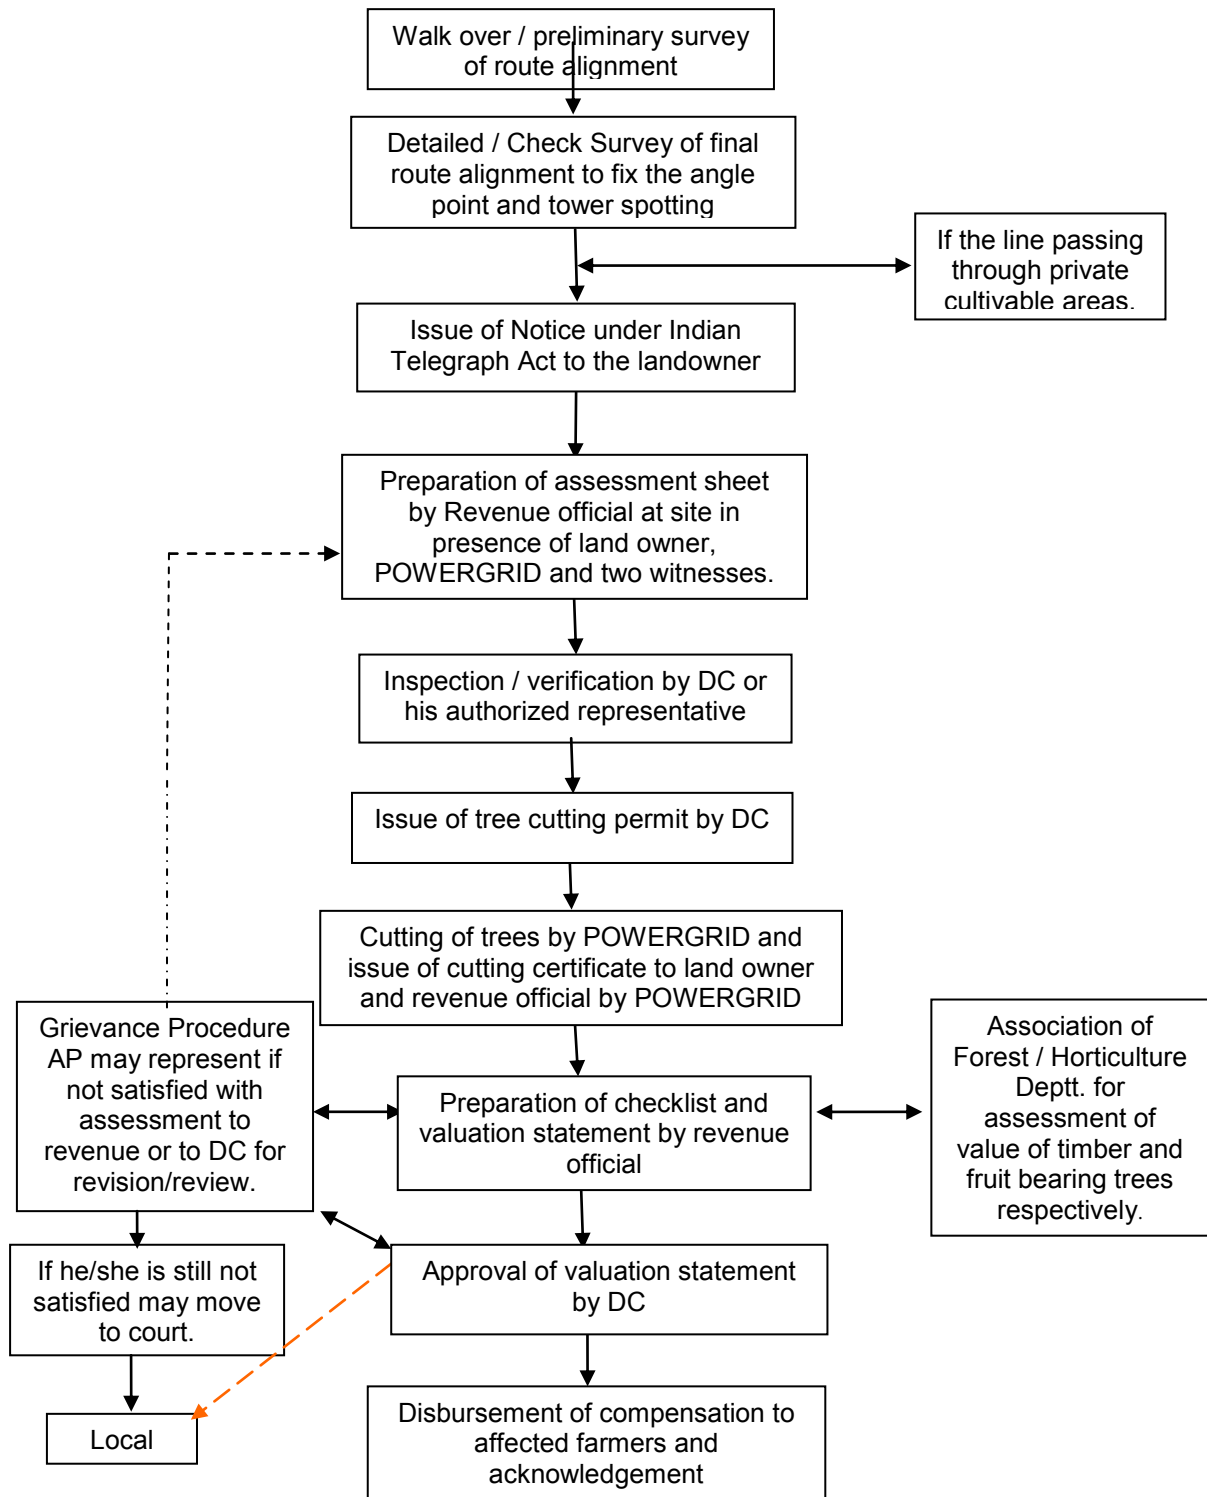 Walk over / preliminary survey
of route alignment
Detailed / Check Survey of final
route alignment to fix the angle
point and tower spotting
If the line passing
through private
cultivable areas.
Issue of Notice under Indian
Telegraph Act to the landowner
Preparation of assessment sheet
by Revenue official at site in
presence of land owner,
POWERGRID and two witnesses.
Inspection / verification by DC or
his authorized representative
Issue of tree cutting permit by DC
Cutting of trees by POWERGRID and
issue of cutting certificate to land owner
and revenue official by POWERGRID
Grievance Procedure
AP may represent if
not satisfied with
assessment to
revenue or to DC for
revision/review.
Preparation of checklist and
valuation statement by revenue
official
Association of
Forest / Horticulture
Deptt. for
assessment of
value of timber and
fruit bearing trees
respectively.
If he/she is still not
satisfied may move
to court.
Approval of valuation statement
by DC
Local
Disbursement of compensation to
affected farmers and
acknowledgement